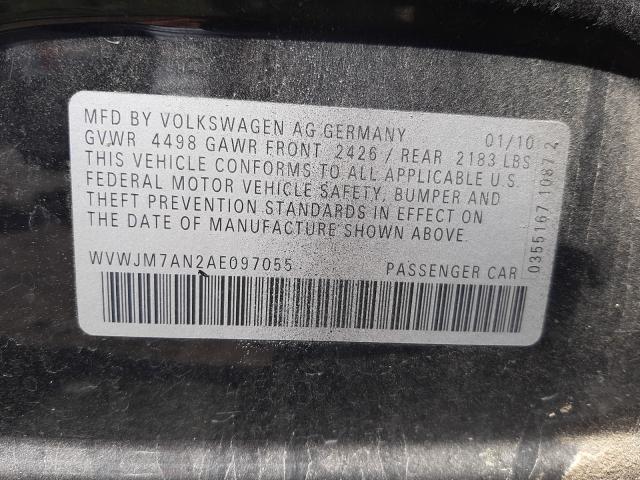 MFD BY VOLKSWAGEN AG GERMANY 01/10
GVWR 4498 GAWR FRONT 2426 / REAR 2183 LBS
THIS VEHICLE CONFORMS TO ALL APPLICABLE U.S.
FEDERAL MOTOR VEHICLE SAFETY, BUMPER AND
THEFT PREVENTION STANDARDS IN EFFECT ON
THE DATE OF MANUFACTURE SHOWN ABOVE.
WVWJM7AN2AE097055 PASSENGER CAR
0355167 1087 2